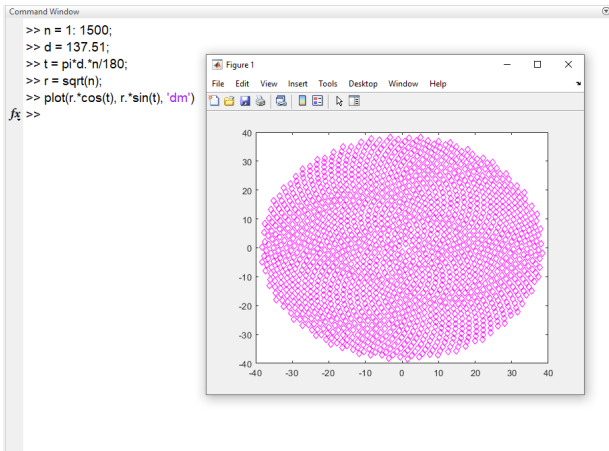 Command Window
>> n = 1: 1500;
>> d = 137.51;
>> t = pi*d.*n/180;
>> r = sqrt(n);
>> plot(r.*cos(t), r.*sin(t), 'dm')
fx >>
Figure 1
File Edit View Insert Tools Desktop Window Help
40
30
20
10
0
-10
-20
-30
-40
-40 -30 -20 -10 0 10 20 30 40